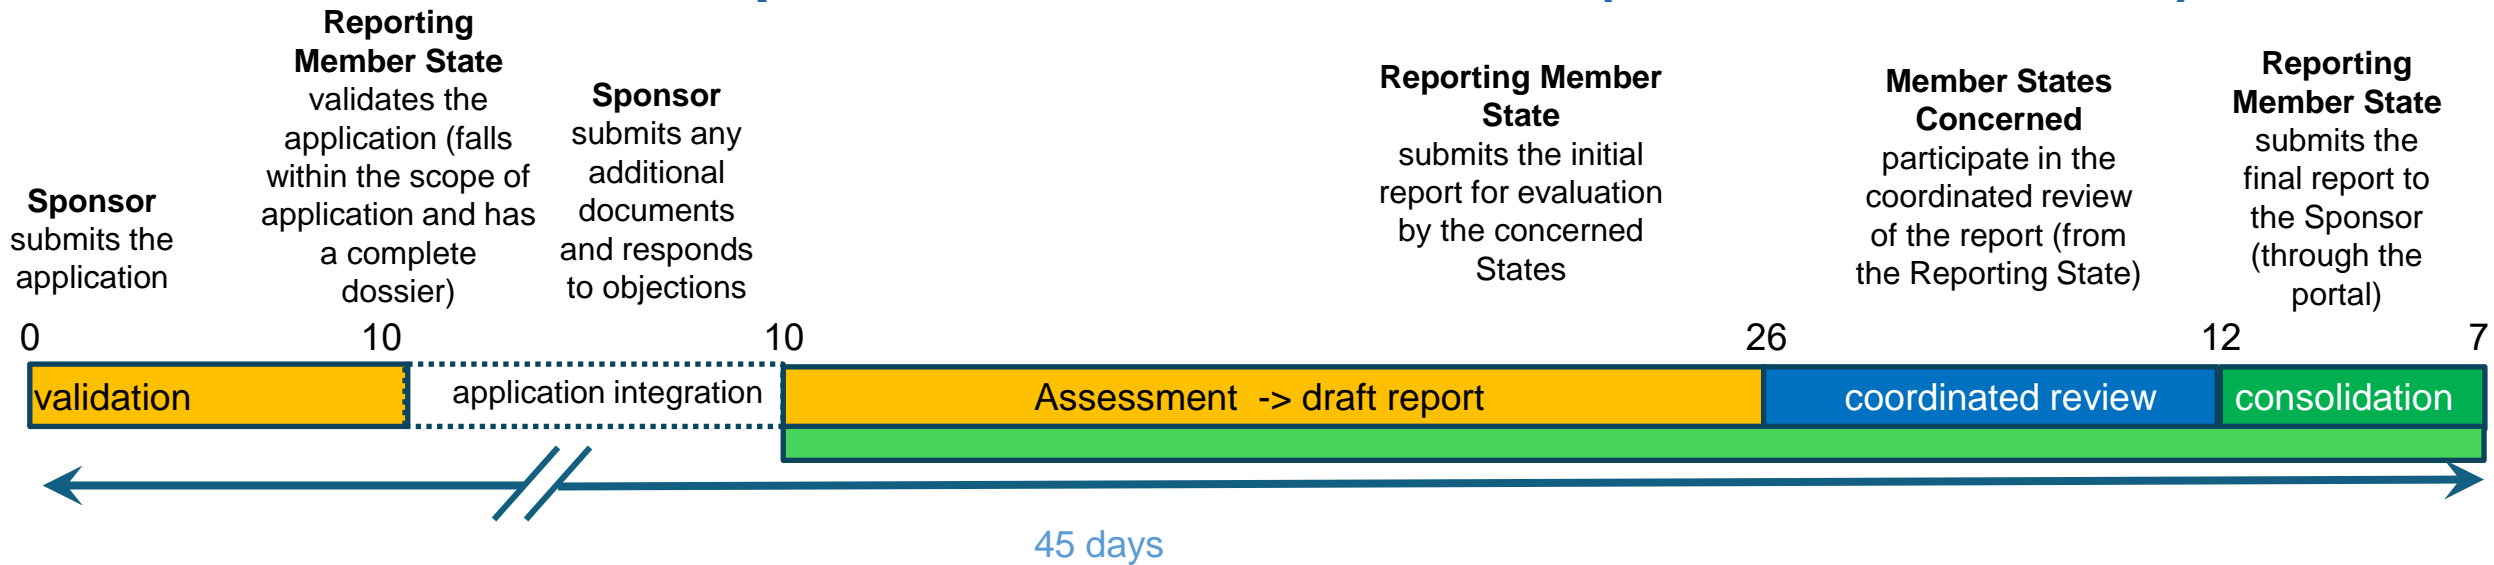 Sponsor
submits the
application
Reporting
Member State
validates the
application (falls
within the scope of
application and has
a complete
dossier)
Sponsor
submits any
additional
documents
and responds
to objections
Reporting Member
State
submits the initial
report for evaluation
by the concerned
States
Member States
Concerned
participate in the
coordinated review
of the report (from
the Reporting State)
Reporting
Member State
submits the
final report to
the Sponsor
(through the
portal)
0
10
10
26
12
7
validation
application integration
Assessment -> draft report
coordinated review
consolidation
45 days